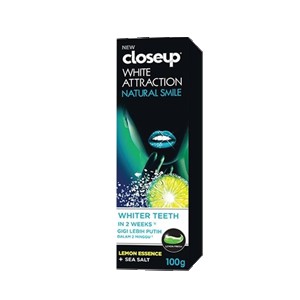 NEW
closeup
WHITE
ATTRACTION
NATURAL SMILE
WHITER TEETH
IN 2 WEEKS*
GIGI LEBIH PUTIH
DALAM 2 MINGGU*
LEMON ESSENCE
+ SEA SALT
100g